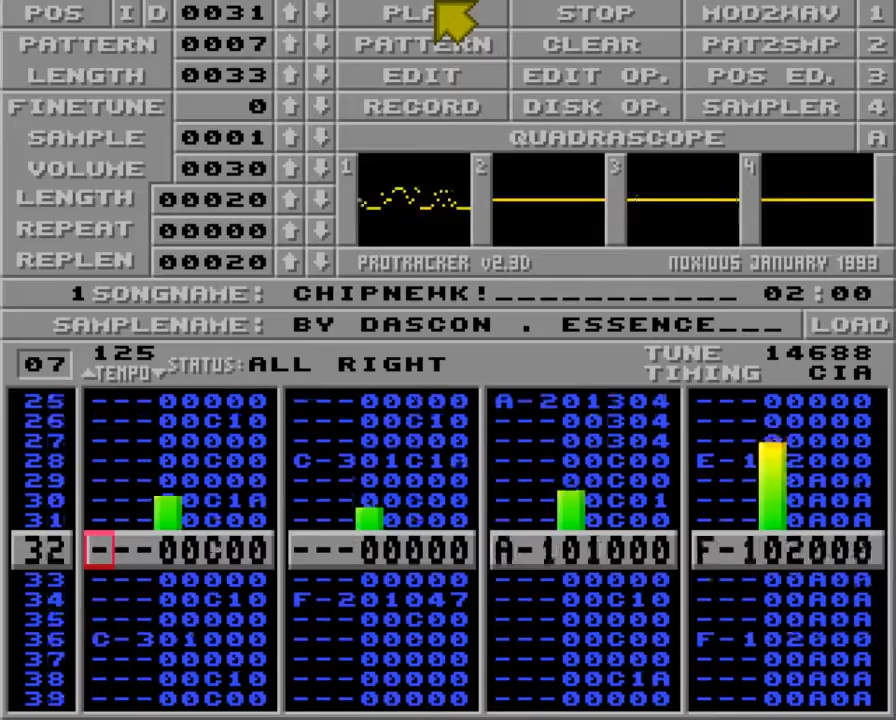 POS I D 0031 PLA STOP MOD2WAV 1
PATTERN 0007 PATTERN CLEAR PAT2SMP 2
LENGTH 0033 EDIT EDIT OP. POS ED. 3
FINETUNE 0 RECORD DISK OP. SAMPLER 4
SAMPLE 0001 QUADRASCOPE A
VOLUME 0030 1 2 3 4
LENGTH 00020
REPEAT 00000
REPLEN 00020 PROTRACKER V2.3D NOXIOUS JANUARY 1993
1 SONGNAME: CHIPNEWK!___________ 02:00
SAMPLENAME: BY DASCON . ESSENCE___ LOAD
07 125 TEMPO STATUS: ALL RIGHT TUNE 14688
TIMING CIA
25 ---00000 ---00000 A-201304 ---00000
26 ---00C10 ---00C10 ---00304 ---00000
27 ---00000 ---00000 ---00304 ---00000
28 ---00C00 C-301C1A ---00C00 E-102000
29 ---00000 ---00000 ---00000 ---00A0A
30 ---00C1A ---00C00 ---00C01 ---00A0A
31 ---00C00 ---00C00 ---00C00 ---00A0A
32 ---00C00 ---00000 A-101000 F-102000
33 ---00000 ---00000 ---00000 ---00A0A
34 ---00C10 F-201047 ---00C10 ---00A0A
35 ---00000 ---00000 ---00C00 ---00A0A
36 C-301000 ---00000 ---00C00 F-102000
37 ---00000 ---00000 ---00000 ---00A0A
38 ---00C10 ---00000 ---00C1A ---00A0A
39 ---00000 ---00000 ---00000 ---00A0A